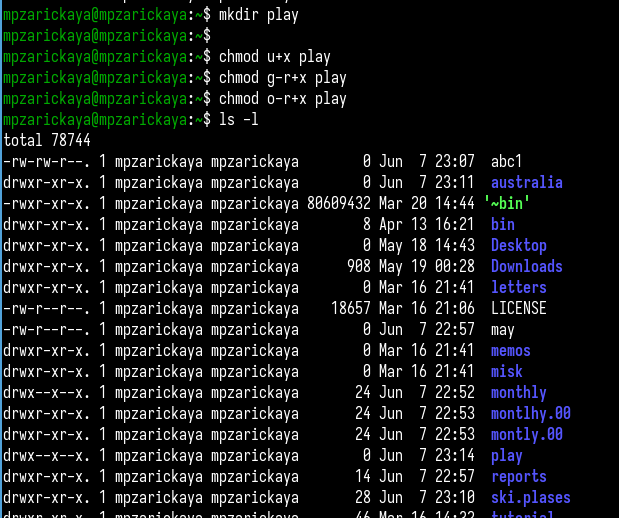 mpzarickaya@mpzarickaya:~$ mkdir play
mpzarickaya@mpzarickaya:~$
mpzarickaya@mpzarickaya:~$ chmod u+x play
mpzarickaya@mpzarickaya:~$ chmod g-r+x play
mpzarickaya@mpzarickaya:~$ chmod o-r+x play
mpzarickaya@mpzarickaya:~$ ls -l
total 78744
-rw-rw-r--. 1 mpzarickaya mpzarickaya 0 Jun 7 23:07 abc1
drwxr-xr-x. 1 mpzarickaya mpzarickaya 0 Jun 7 23:11 australia
-rwxr-xr-x. 1 mpzarickaya mpzarickaya 80609432 Mar 20 14:44 '~bin'
drwxr-xr-x. 1 mpzarickaya mpzarickaya 8 Apr 13 16:21 bin
drwxr-xr-x. 1 mpzarickaya mpzarickaya 0 May 18 14:43 Desktop
drwxr-xr-x. 1 mpzarickaya mpzarickaya 908 May 19 00:28 Downloads
drwxr-xr-x. 1 mpzarickaya mpzarickaya 0 Mar 16 21:41 letters
-rw-r--r--. 1 mpzarickaya mpzarickaya 18657 Mar 16 21:06 LICENSE
-rw-r--r--. 1 mpzarickaya mpzarickaya 0 Jun 7 22:57 may
drwxr-xr-x. 1 mpzarickaya mpzarickaya 0 Mar 16 21:41 memos
drwxr-xr-x. 1 mpzarickaya mpzarickaya 0 Mar 16 21:41 misk
drwx--x--x. 1 mpzarickaya mpzarickaya 24 Jun 7 22:52 monthly
drwxr-xr-x. 1 mpzarickaya mpzarickaya 24 Jun 7 22:53 montlhy.00
drwxr-xr-x. 1 mpzarickaya mpzarickaya 24 Jun 7 22:53 montly.00
drwx--x--x. 1 mpzarickaya mpzarickaya 0 Jun 7 23:14 play
drwxr-xr-x. 1 mpzarickaya mpzarickaya 14 Jun 7 22:57 reports
drwxr-xr-x. 1 mpzarickaya mpzarickaya 28 Jun 7 23:10 ski.plases
drwxr-xr-x. 1 mpzarickaya mpzarickaya 46 Mar 16 14:22 tutorial